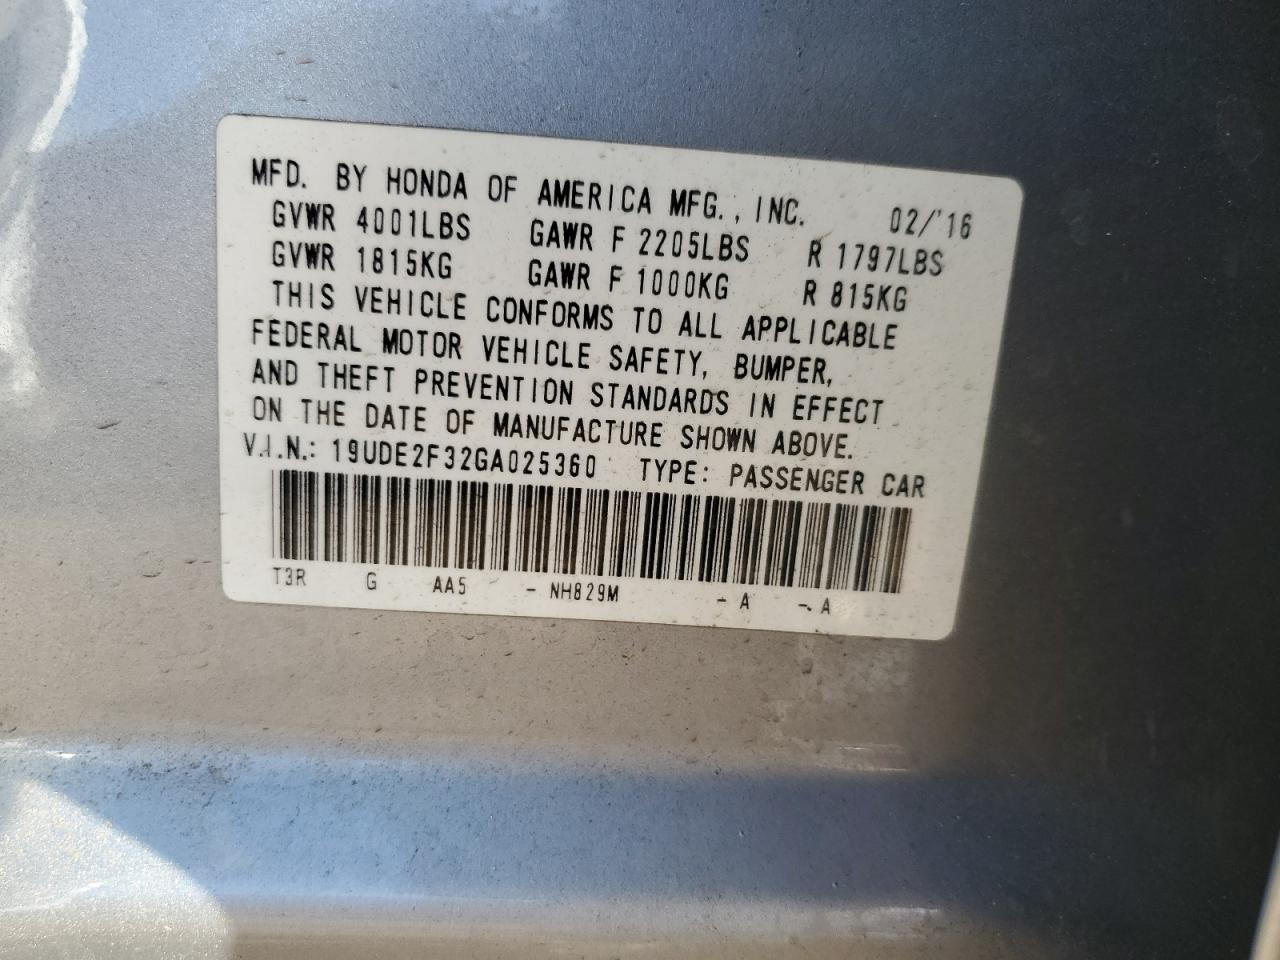 MFD. BY HONDA OF AMERICA MFG., INC. 02/'16
GVWR 4001LBS GAWR F 2205LBS R 1797LBS
GVWR 1815KG GAWR F 1000KG R 815KG
THIS VEHICLE CONFORMS TO ALL APPLICABLE
FEDERAL MOTOR VEHICLE SAFETY, BUMPER,
AND THEFT PREVENTION STANDARDS IN EFFECT
ON THE DATE OF MANUFACTURE SHOWN ABOVE.
V.I.N.: 19UDE2F32GA025360 TYPE: PASSENGER CAR
T3R G AA5 - NH829M - A - A